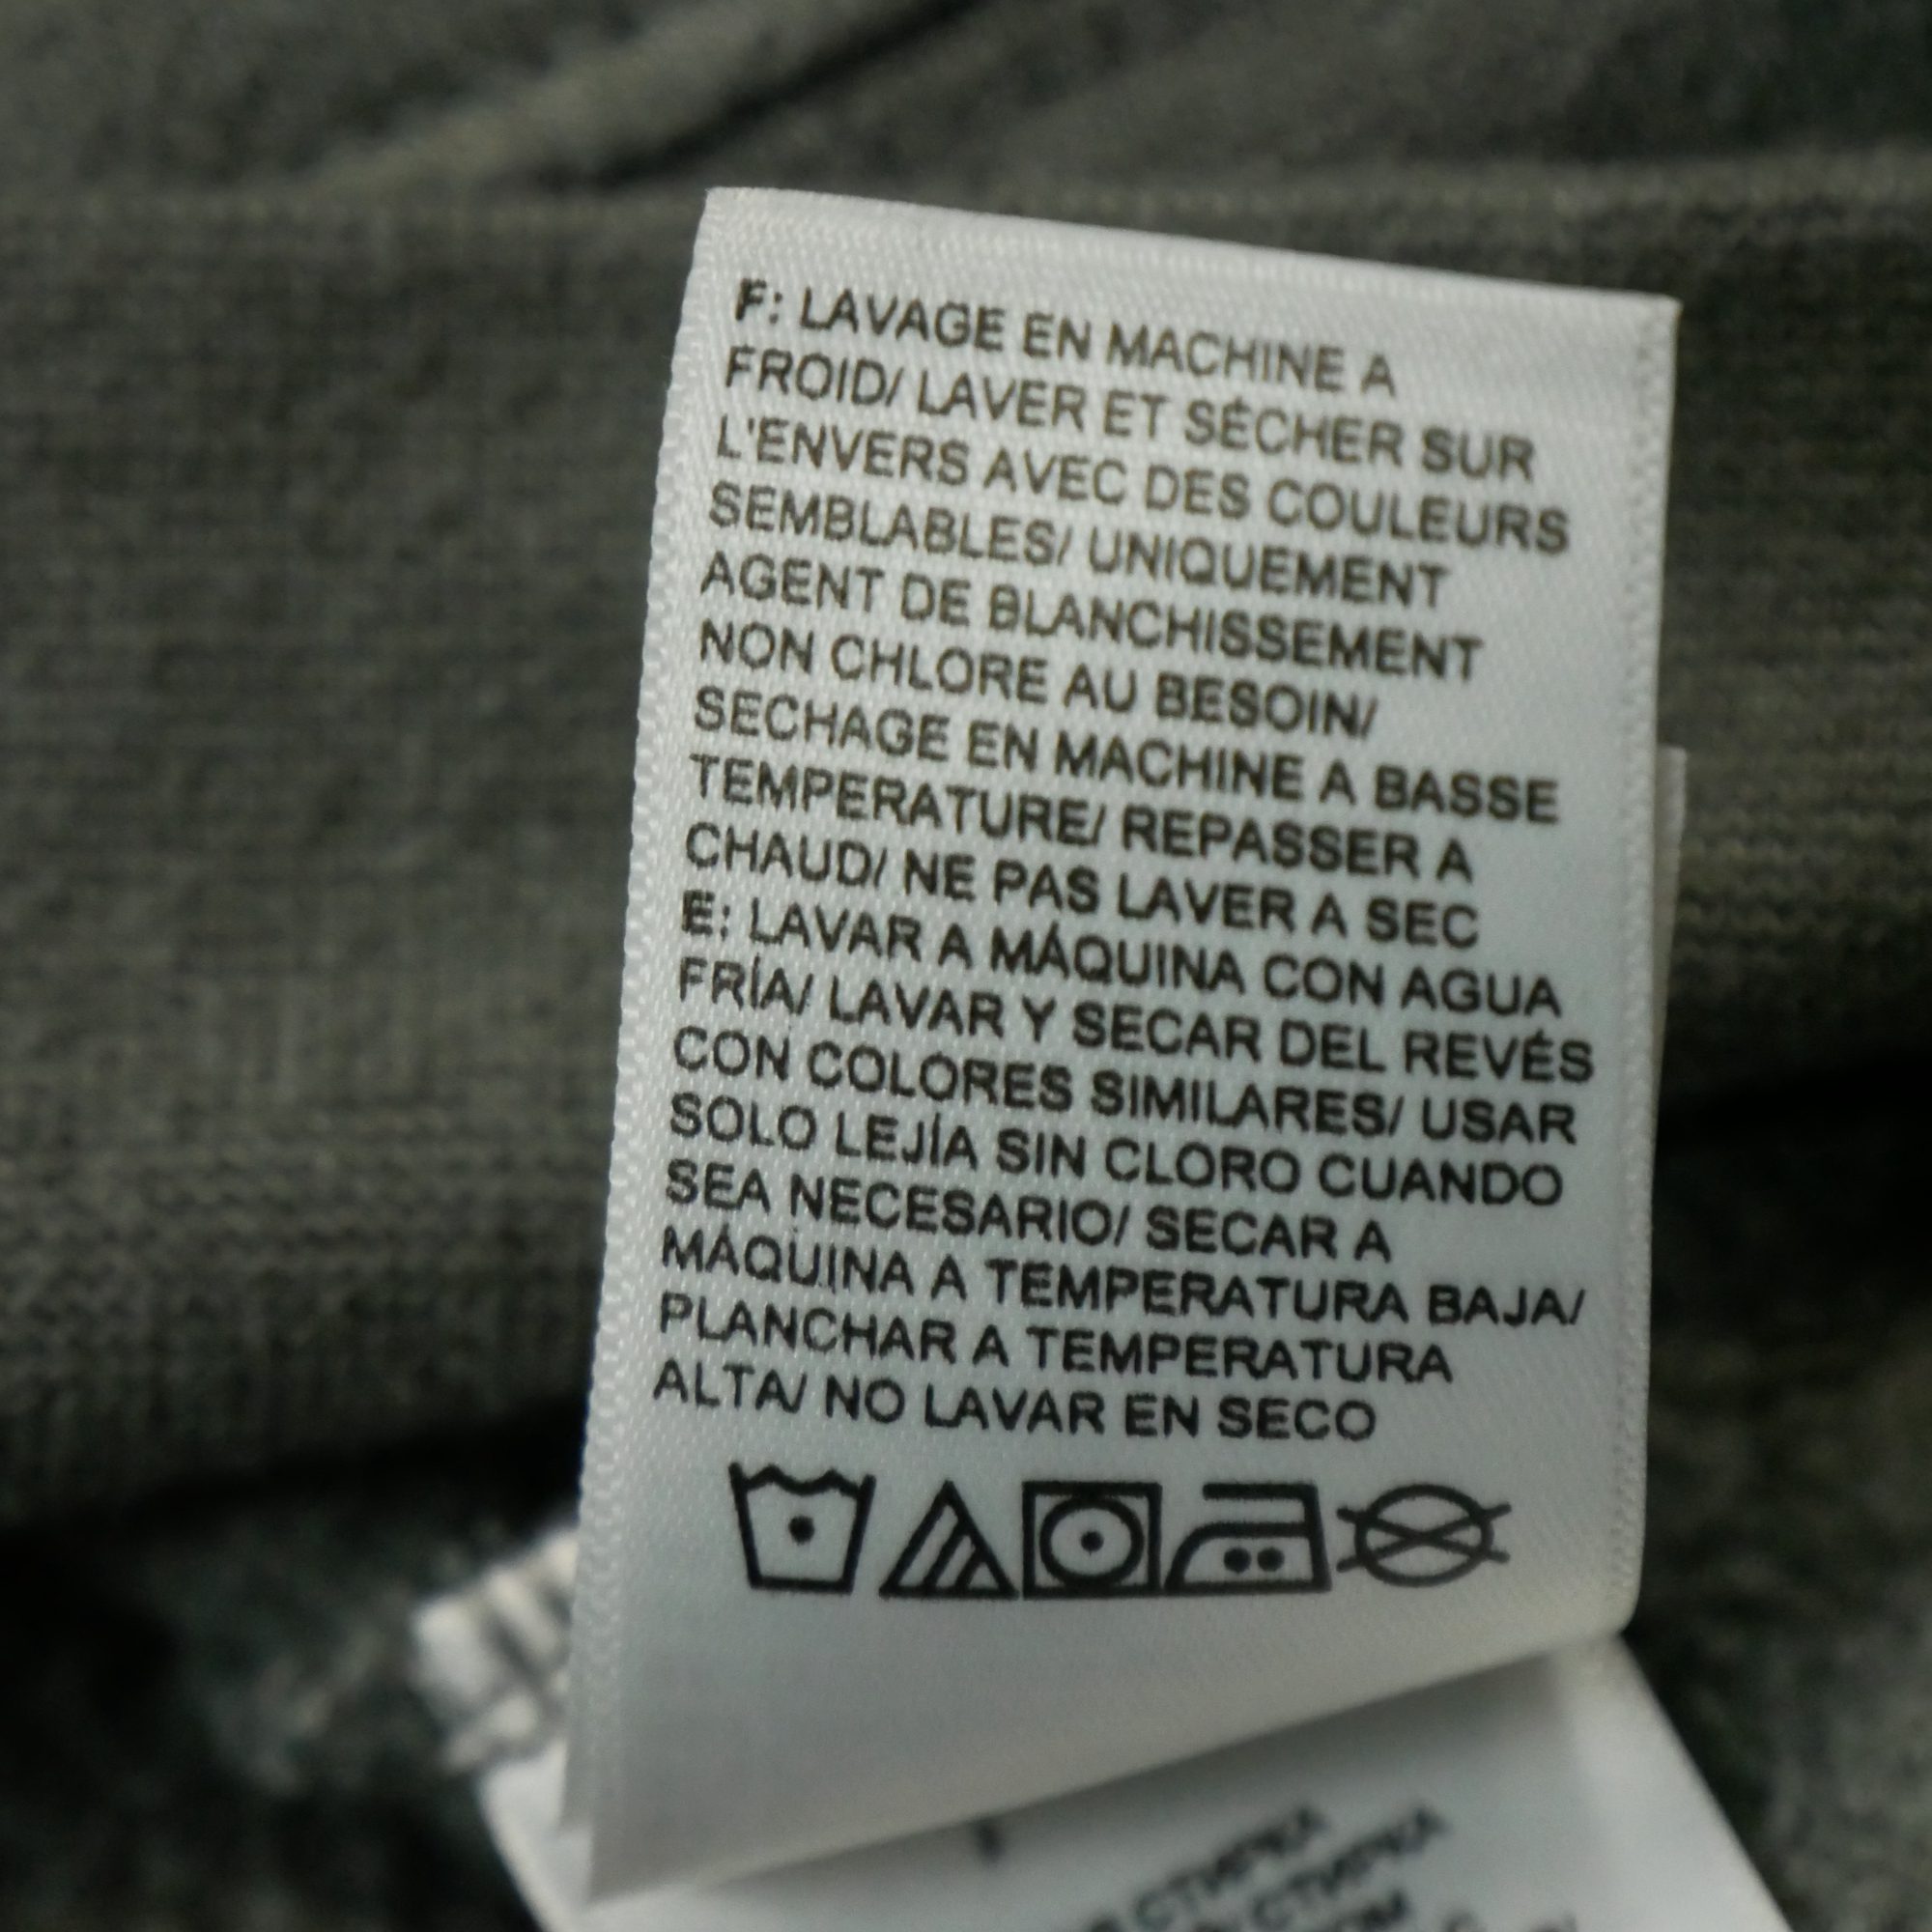 F: LAVAGE EN MACHINE A
FROID/ LAVER ET SÉCHER SUR
L'ENVERS AVEC DES COULEURS
SEMBLABLES/ UNIQUEMENT
AGENT DE BLANCHISSEMENT
NON CHLORE AU BESOIN/
SECHAGE EN MACHINE A BASSE
TEMPERATURE/ REPASSER A
CHAUD/ NE PAS LAVER A SEC
E: LAVAR A MÁQUINA CON AGUA
FRÍA/ LAVAR Y SECAR DEL REVÉS
CON COLORES SIMILARES/ USAR
SOLO LEJÍA SIN CLORO CUANDO
SEA NECESARIO/ SECAR A
MÁQUINA A TEMPERATURA BAJA/
PLANCHAR A TEMPERATURA
ALTA/ NO LAVAR EN SECO
СТИРКА
СТИРКА